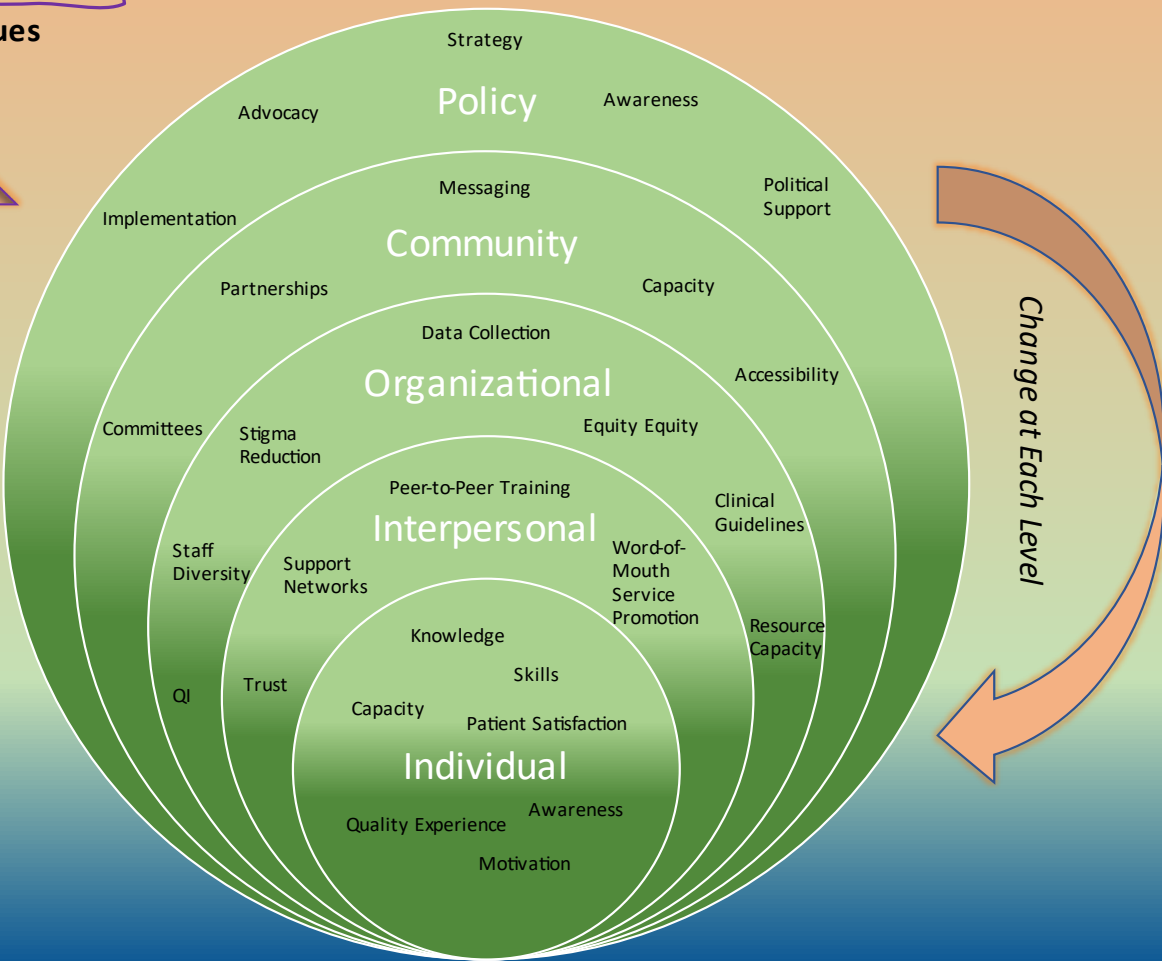 Strategy
Policy
Awareness
Advocacy
Political
Support
Implementation
Messaging
Community
Partnerships
Capacity
Accessibility
Committees
Data Collection
Organizational
Equity Equity
Stigma
Reduction
Clinical
Guidelines
Staff
Diversity
Resource
Capacity
QI
Peer-to-Peer Training
Interpersonal
Support
Networks
Word-of-
Mouth
Service
Promotion
Trust
Knowledge
Skills
Capacity
Patient Satisfaction
Individual
Awareness
Quality Experience
Motivation
Change at Each Level